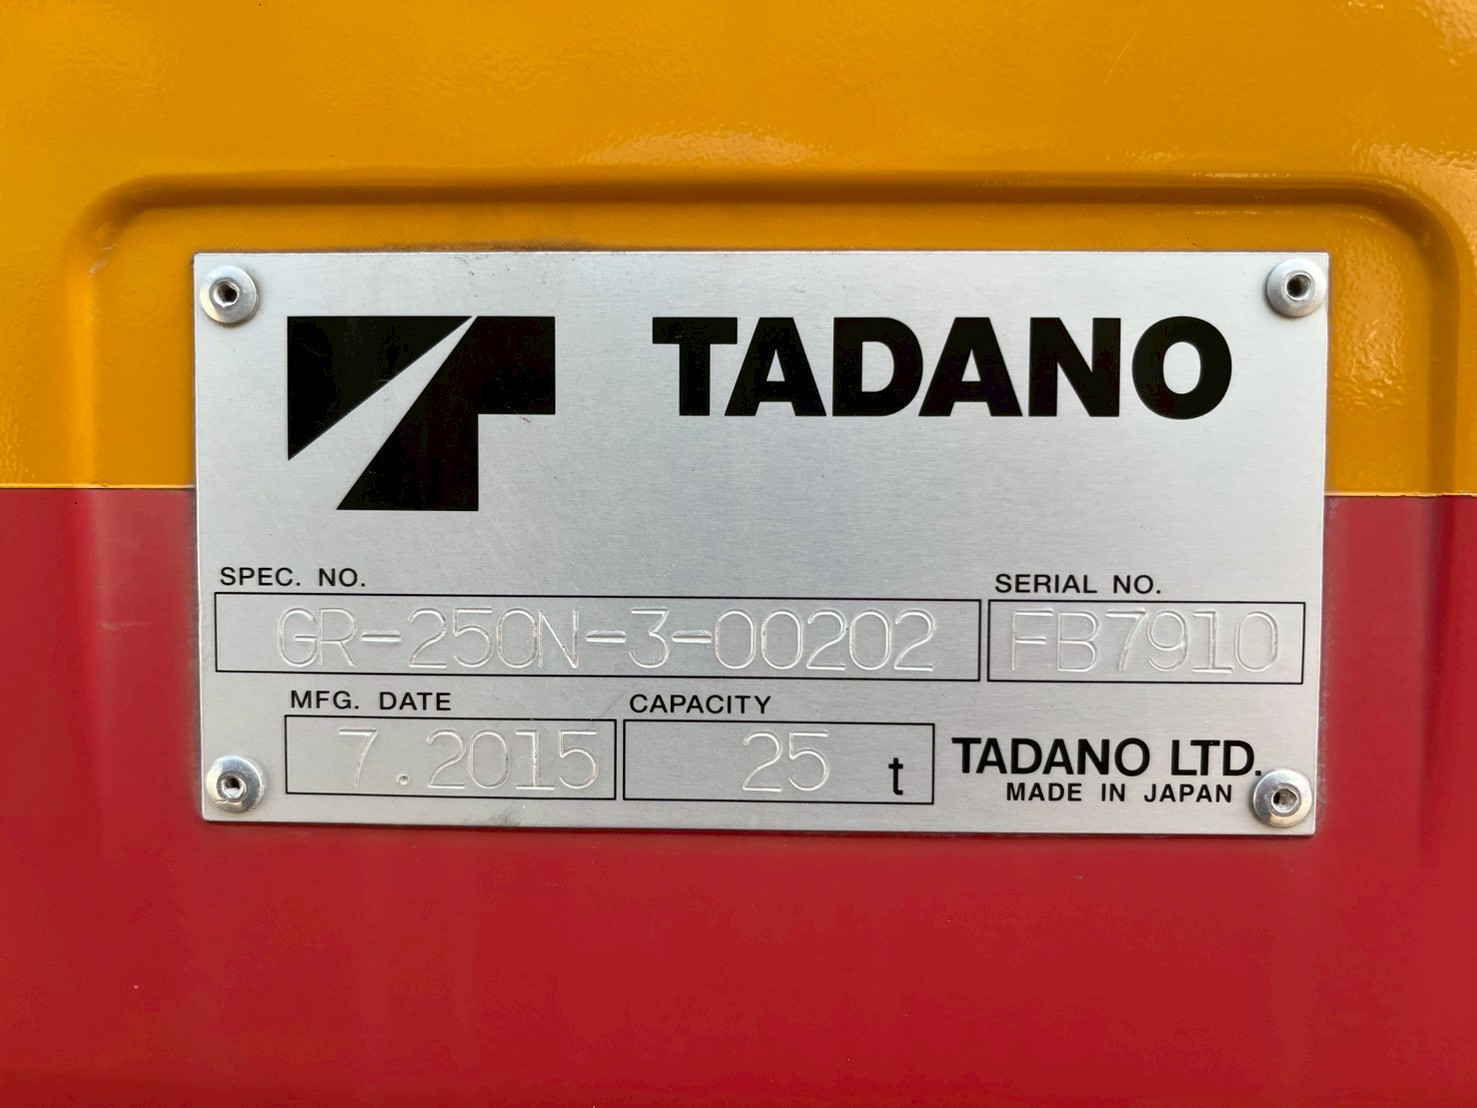 TADANO
SPEC. NO.
GR-250N-3-00202
SERIAL NO.
FB7910
MFG. DATE
7.2015
CAPACITY
25 t
TADANO LTD.
MADE IN JAPAN